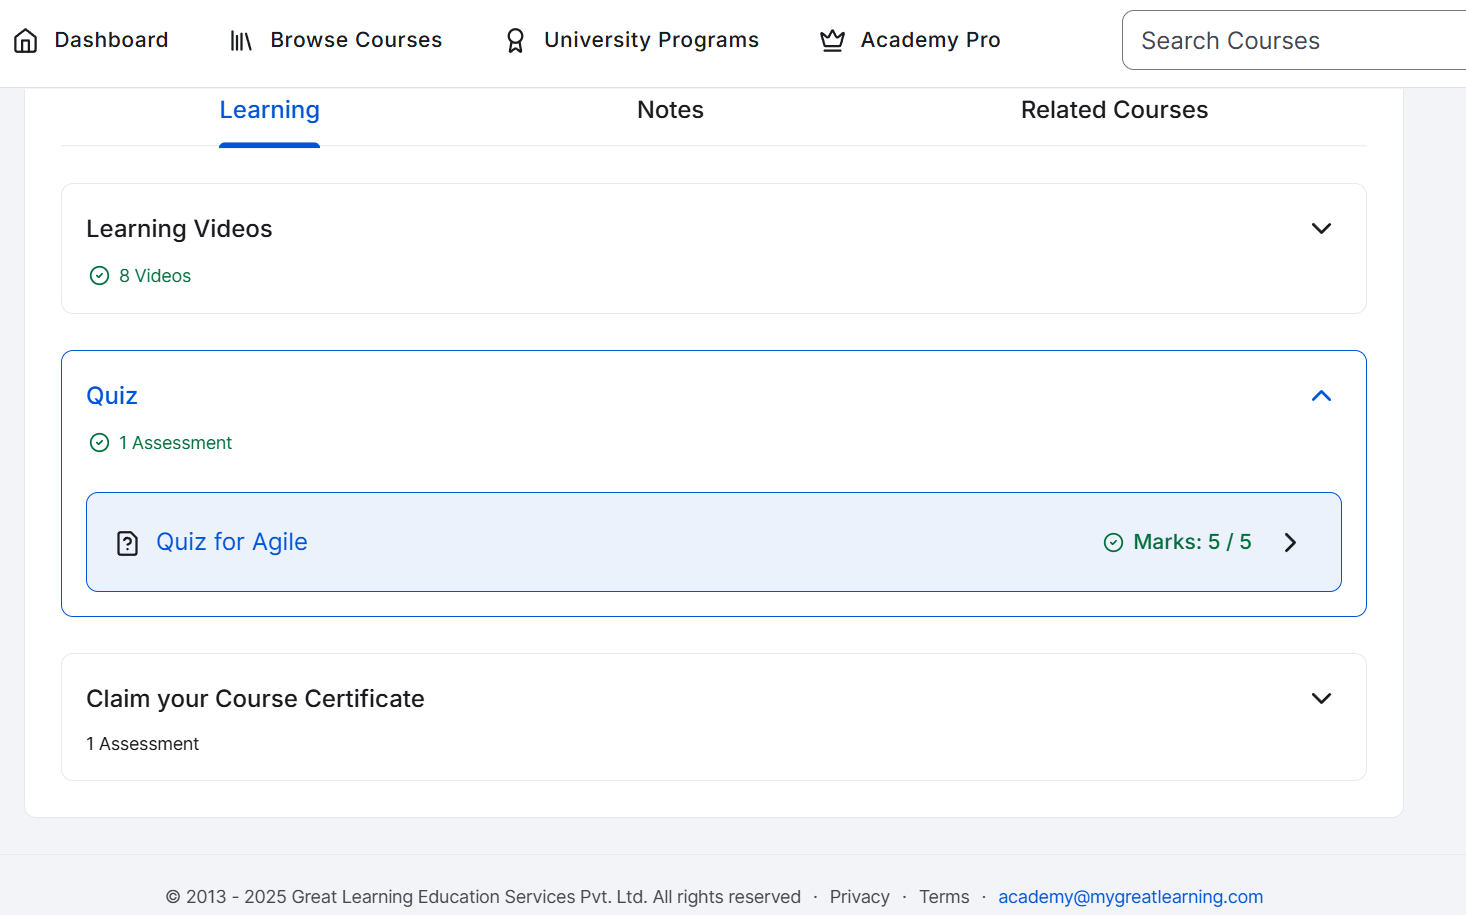 Dashboard
Browse Courses
University Programs
Academy Pro
Search Courses
Learning
Notes
Related Courses
Learning Videos
8 Videos
Quiz
1 Assessment
Quiz for Agile
Marks: 5 / 5
Claim your Course Certificate
1 Assessment
© 2013 - 2025 Great Learning Education Services Pvt. Ltd. All rights reserved · Privacy · Terms · academy@mygreatlearning.com